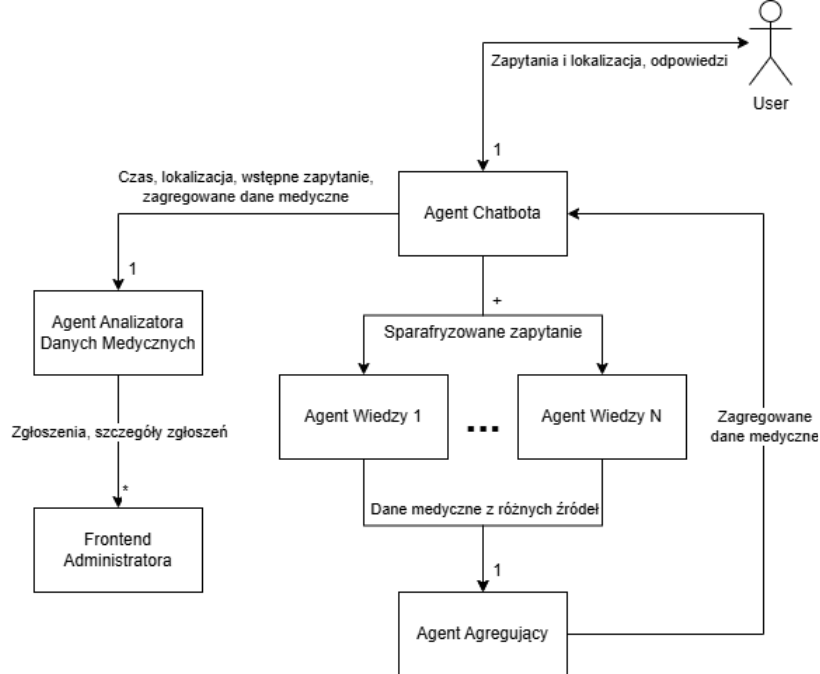 Zapytania i lokalizacja, odpowiedzi
User
1
Czas, lokalizacja, wstępne zapytanie,
zagregowane dane medyczne
Agent Chatbota
1
+
Agent Analizatora
Danych Medycznych
Sparafryzowane zapytanie
Agent Wiedzy 1
...
Agent Wiedzy N
Zagregowane
dane medyczne
Zgłoszenia, szczegóły zgłoszeń
*
Dane medyczne z różnych źródeł
Frontend
Administratora
1
Agent Agregujący